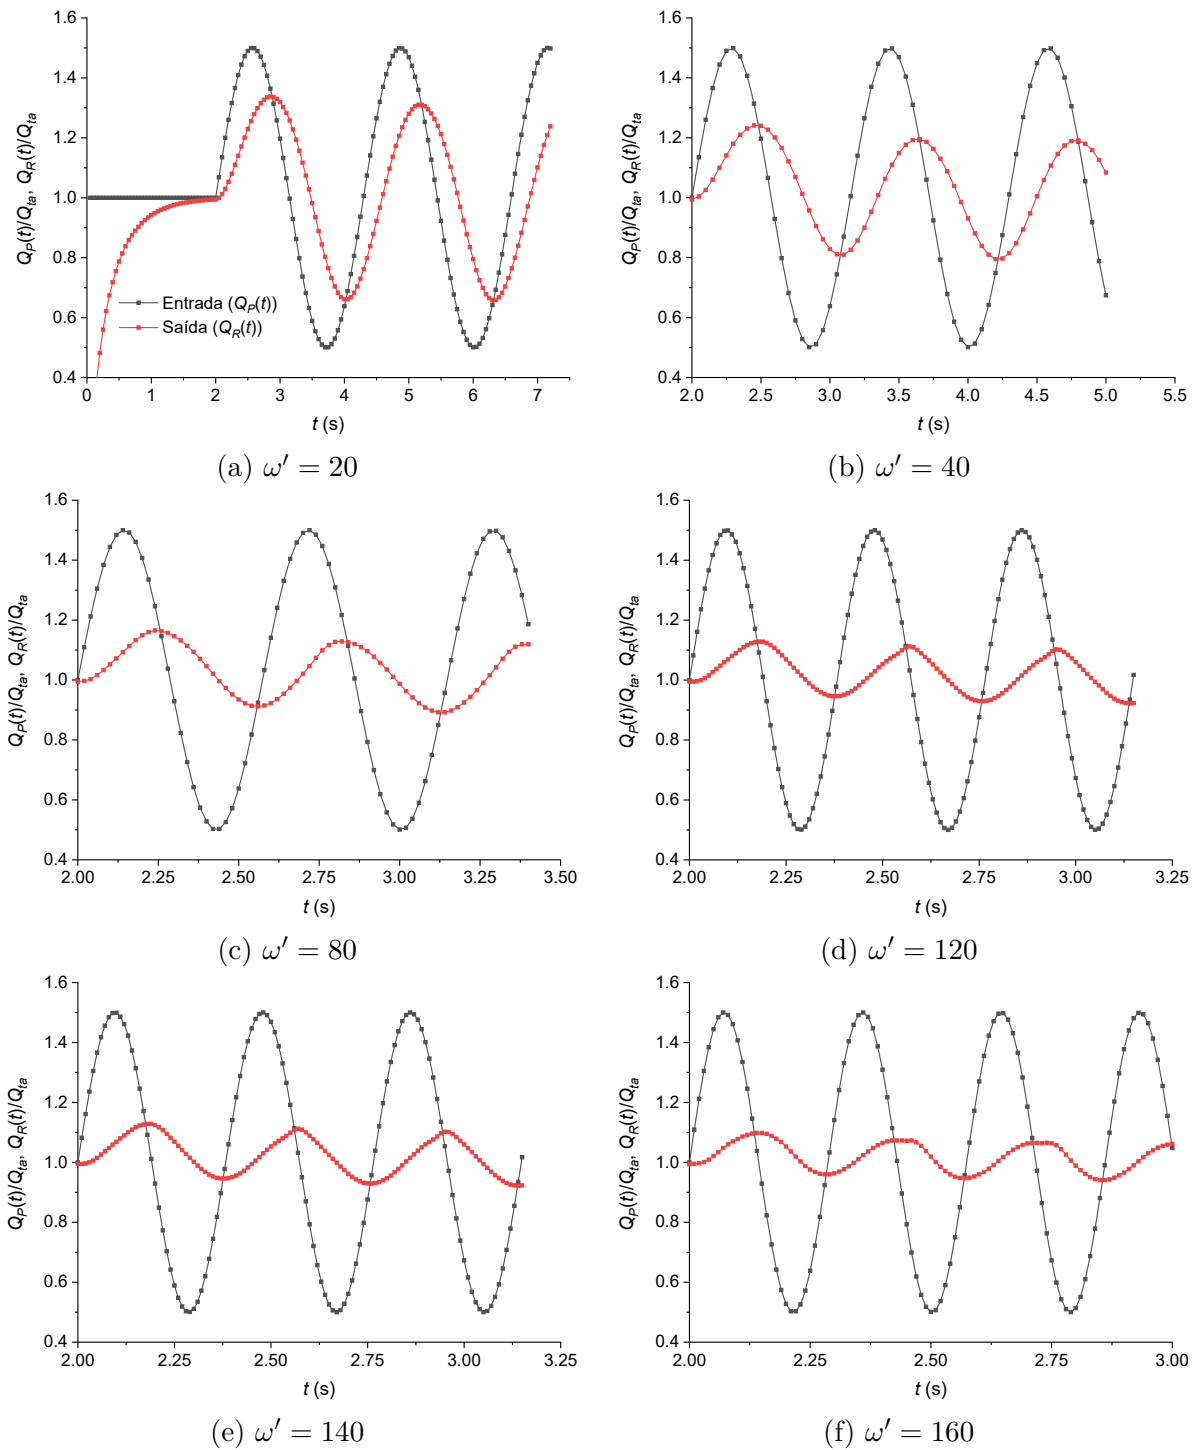 1.6
1.4
1.2
1.0
0.8
0.6
0.4
Q_P(t)/Q_ta, Q_R(t)/Q_ta
Entrada (Q_P(t))
Saída (Q_R(t))
0 1 2 3 4 5 6 7
t (s)
(a) ω′ = 20
1.6
1.4
1.2
1.0
0.8
0.6
0.4
Q_P(t)/Q_ta, Q_R(t)/Q_ta
2.0 2.5 3.0 3.5 4.0 4.5 5.0 5.5
t (s)
(b) ω′ = 40
1.6
1.4
1.2
1.0
0.8
0.6
0.4
Q_P(t)/Q_ta, Q_R(t)/Q_ta
2.00 2.25 2.50 2.75 3.00 3.25 3.50
t (s)
(c) ω′ = 80
1.6
1.4
1.2
1.0
0.8
0.6
0.4
Q_P(t)/Q_ta, Q_R(t)/Q_ta
2.00 2.25 2.50 2.75 3.00 3.25
t (s)
(d) ω′ = 120
1.6
1.4
1.2
1.0
0.8
0.6
0.4
Q_P(t)/Q_ta, Q_R(t)/Q_ta
2.00 2.25 2.50 2.75 3.00 3.25
t (s)
(e) ω′ = 140
1.6
1.4
1.2
1.0
0.8
0.6
0.4
Q_P(t)/Q_ta, Q_R(t)/Q_ta
2.00 2.25 2.50 2.75 3.00
t (s)
(f) ω′ = 160